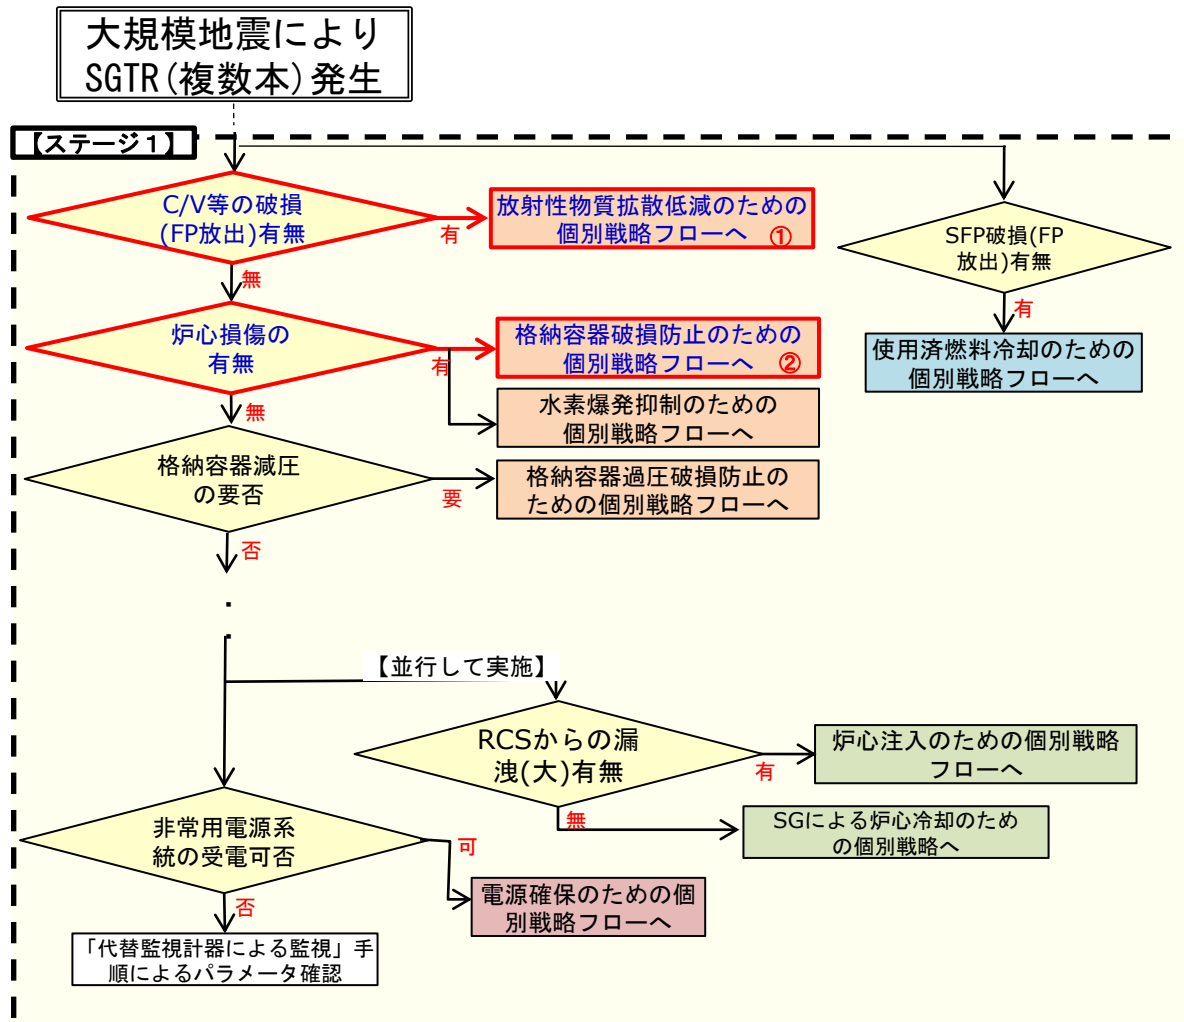 大規模地震により
SGTR(複数本)発生
【ステージ1】
C/V等の破損
(FP放出)有無
有
放射性物質拡散低減のための
個別戦略フローへ ①
無
SFP破損(FP
放出)有無
有
使用済燃料冷却のための
個別戦略フローへ
炉心損傷の
有無
有
格納容器破損防止のための
個別戦略フローへ ②
水素爆発抑制のための
個別戦略フローへ
無
格納容器減圧
の要否
要
格納容器過圧破損防止の
ための個別戦略フローへ
否
【並行して実施】
RCSからの漏
洩(大)有無
有
炉心注入のための個別戦略
フローへ
無
SGによる炉心冷却のため
の個別戦略へ
非常用電源系
統の受電可否
可
電源確保のための個
別戦略フローへ
否
「代替監視計器による監視」手
順によるパラメータ確認